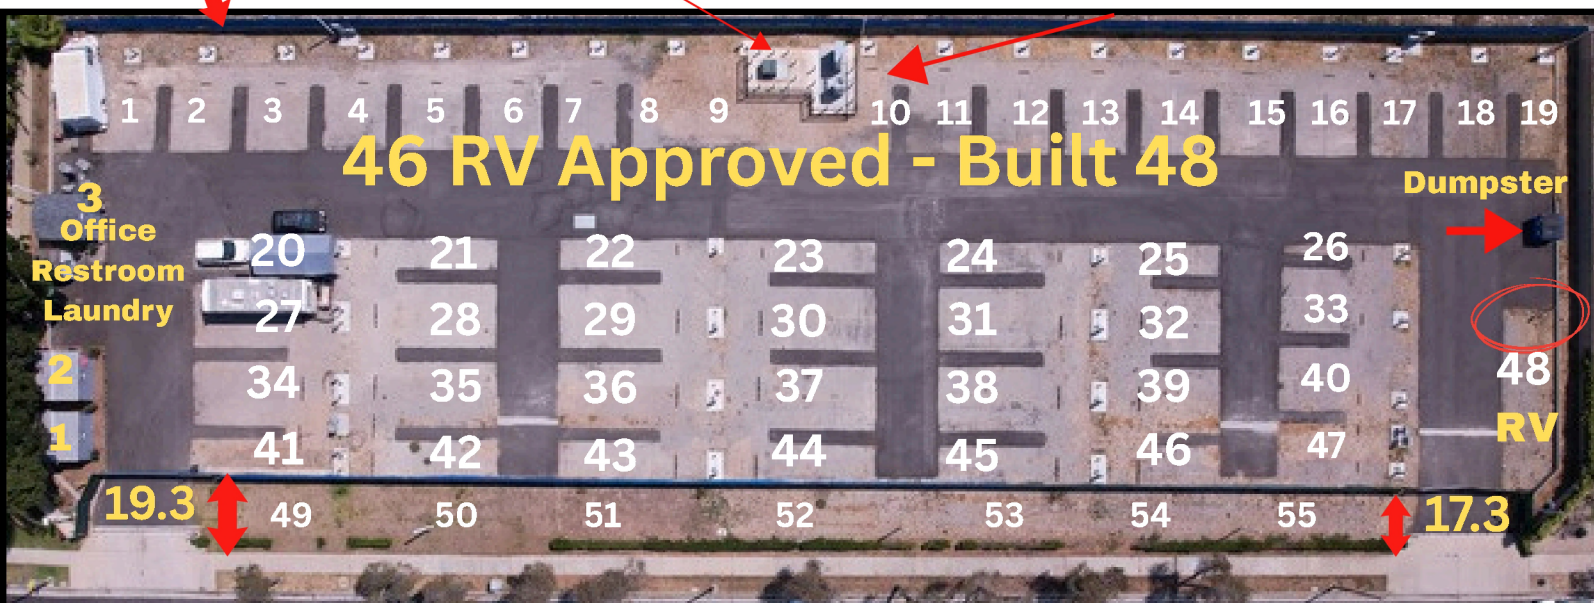 1 2 3 4 5 6 7 8 9 10 11 12 13 14 15 16 17 18 19
46 RV Approved - Built 48
Dumpster
3
Office
Restroom
Laundry
20 21 22 23 24 25 26
27 28 29 30 31 32 33
2
34 35 36 37 38 39 40
48
RV
1
41 42 43 44 45 46 47
19.3
49 50 51 52 53 54 55
17.3